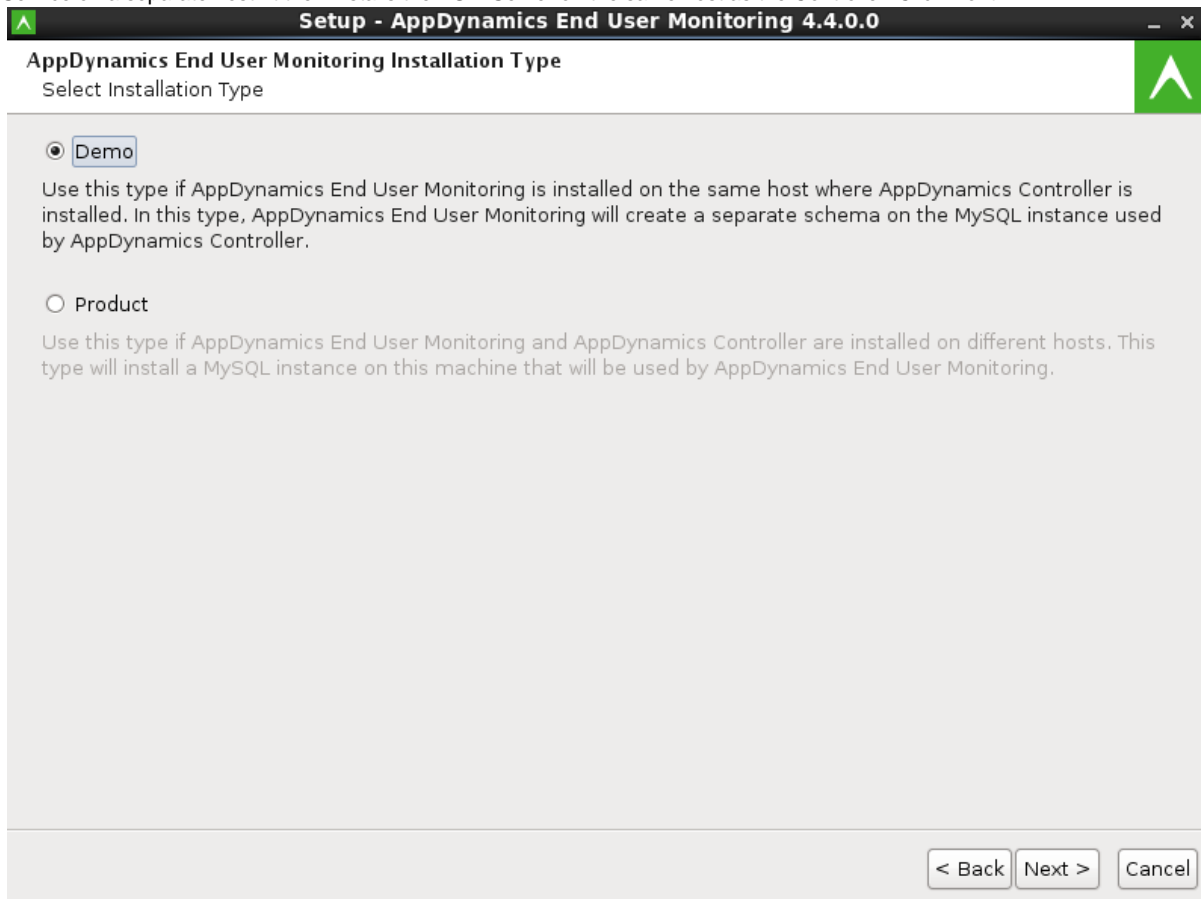 Setup - AppDynamics End User Monitoring 4.4.0.0
AppDynamics End User Monitoring Installation Type
Select Installation Type
Demo
Use this type if AppDynamics End User Monitoring is installed on the same host where AppDynamics Controller is
installed. In this type, AppDynamics End User Monitoring will create a separate schema on the MySQL instance used
by AppDynamics Controller.
Product
Use this type if AppDynamics End User Monitoring and AppDynamics Controller are installed on different hosts. This
type will install a MySQL instance on this machine that will be used by AppDynamics End User Monitoring.
< Back Next > Cancel